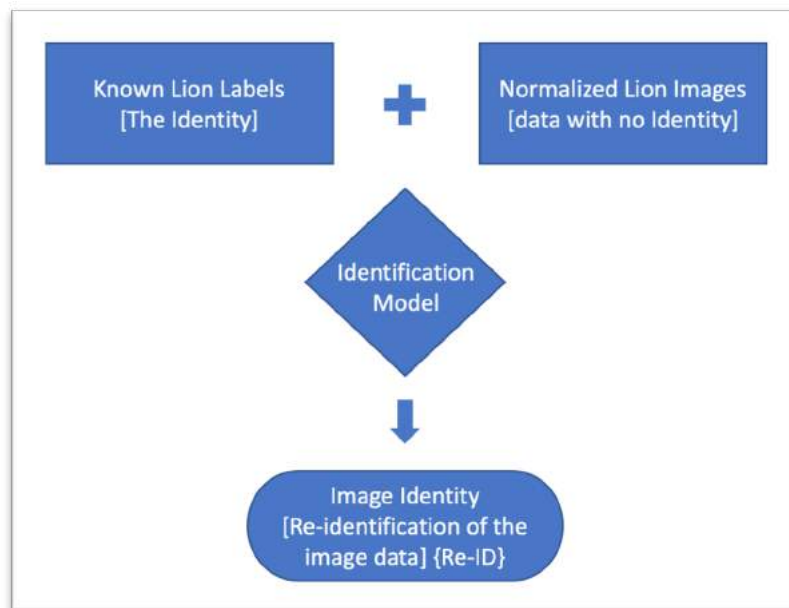 Known Lion Labels
[The Identity]
Normalized Lion Images
[data with no Identity]
Identification
Model
Image Identity
[Re-identification of the
image data] {Re-ID}